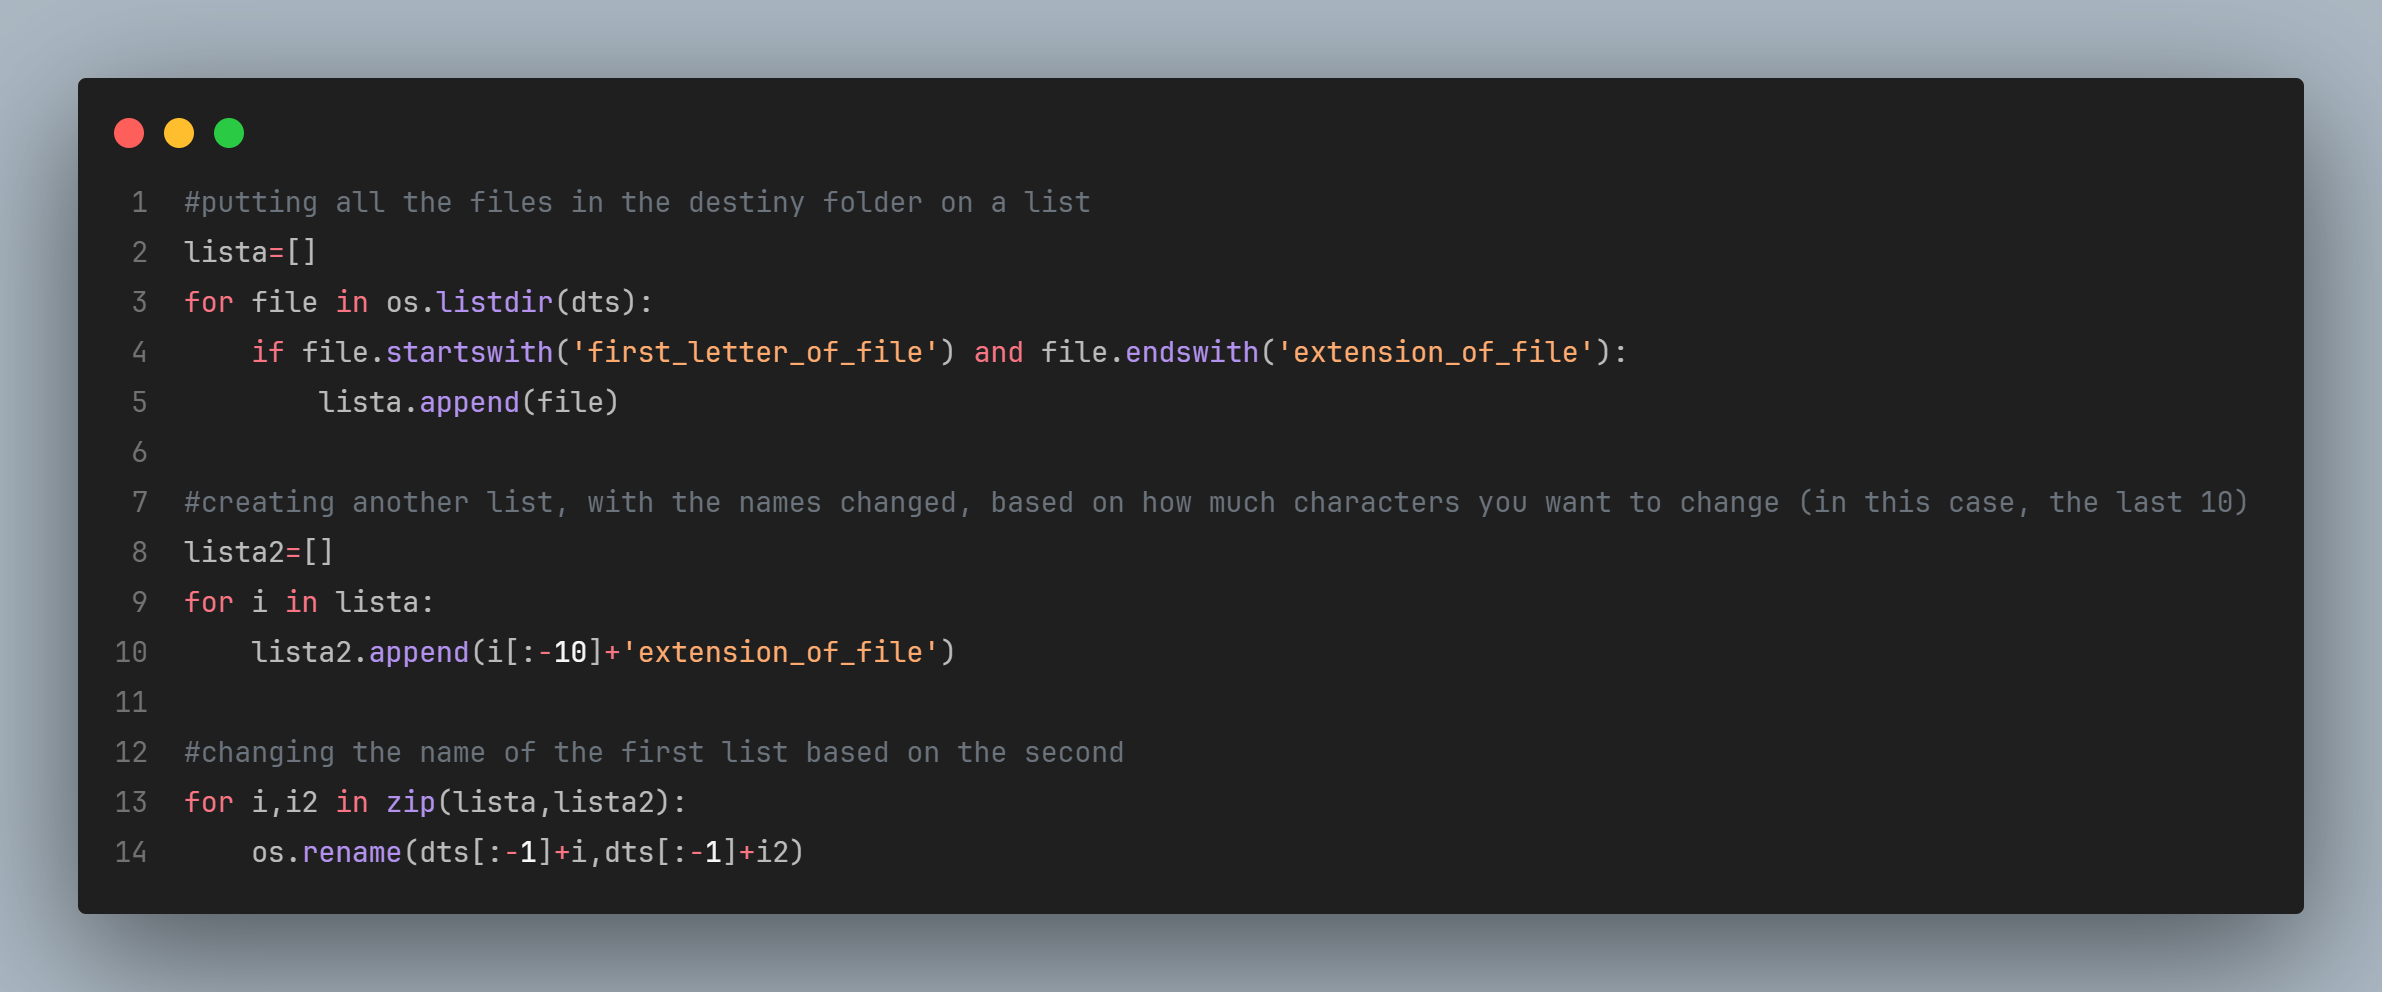 1 #putting all the files in the destiny folder on a list
2 lista=[]
3 for file in os.listdir(dts):
4     if file.startswith('first_letter_of_file') and file.endswith('extension_of_file'):
5         lista.append(file)
6
7 #creating another list, with the names changed, based on how much characters you want to change (in this case, the last 10)
8 lista2=[]
9 for i in lista:
10     lista2.append(i[:-10]+'extension_of_file')
11
12 #changing the name of the first list based on the second
13 for i,i2 in zip(lista,lista2):
14     os.rename(dts[:-1]+i,dts[:-1]+i2)